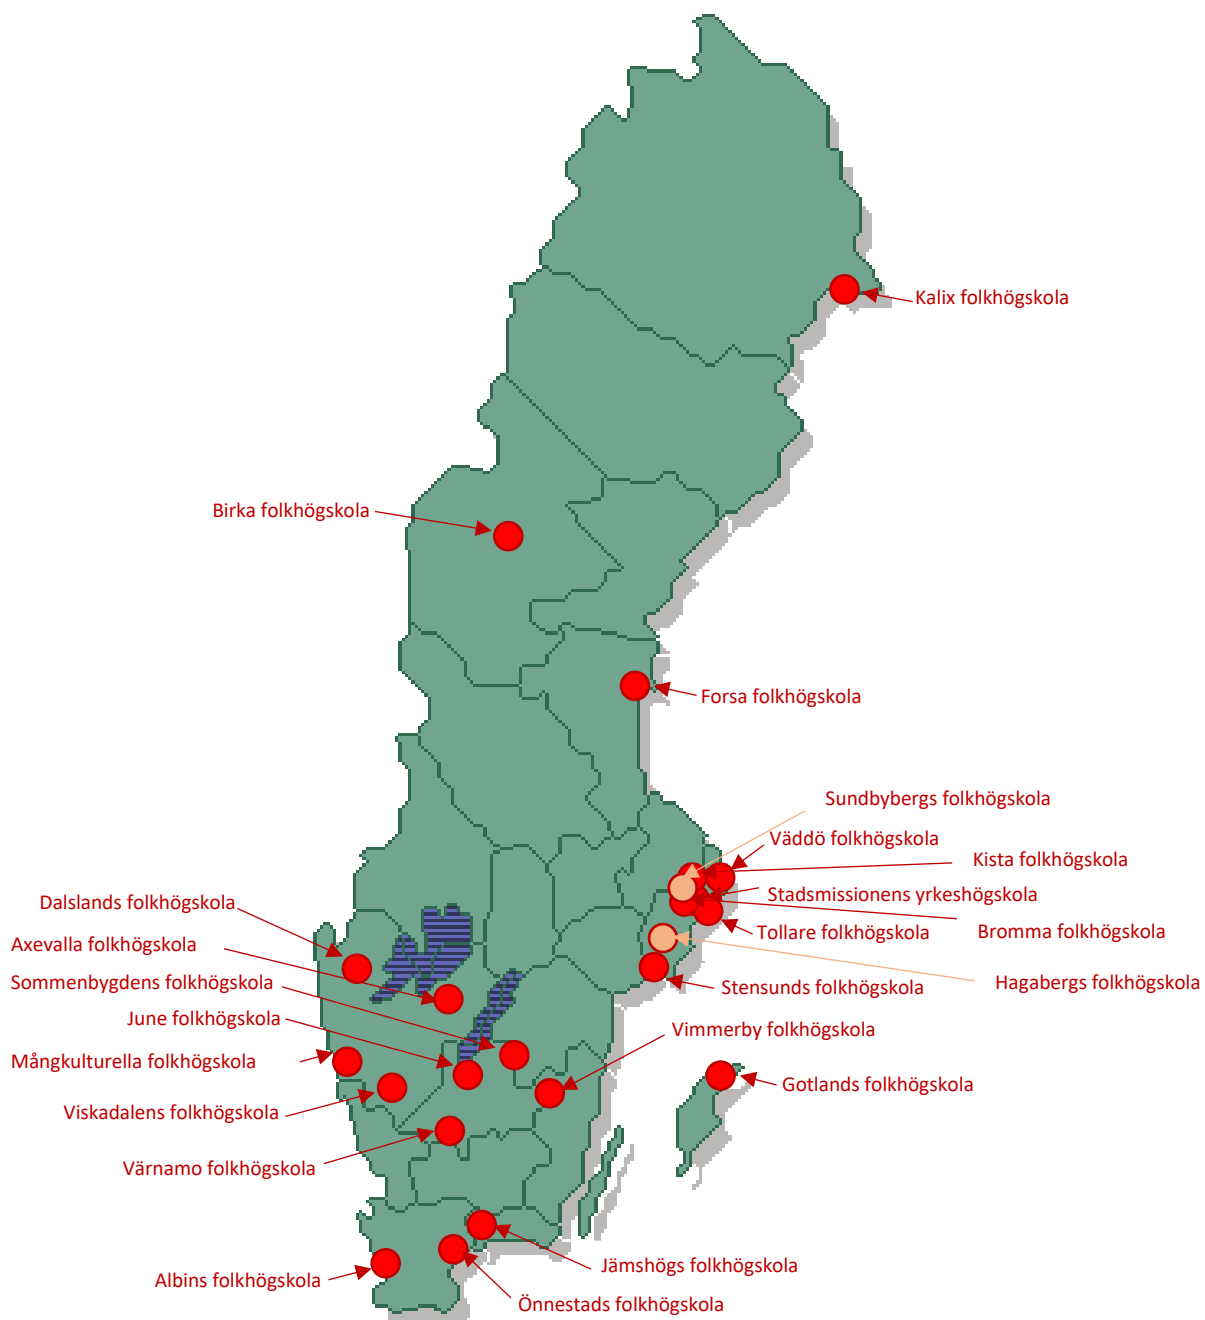 Kalix folkhögskola
Birka folkhögskola
Forsa folkhögskola
Sundbybergs folkhögskola
Väddö folkhögskola
Kista folkhögskola
Stadsmissionens yrkeshögskola
Dalslands folkhögskola
Tollare folkhögskola
Bromma folkhögskola
Axevalla folkhögskola
Sommenbygdens folkhögskola
Hagabergs folkhögskola
Stensunds folkhögskola
June folkhögskola
Vimmerby folkhögskola
Mångkulturella folkhögskola
Gotlands folkhögskola
Viskadalens folkhögskola
Värnamo folkhögskola
Jämshögs folkhögskola
Albins folkhögskola
Önnestads folkhögskola